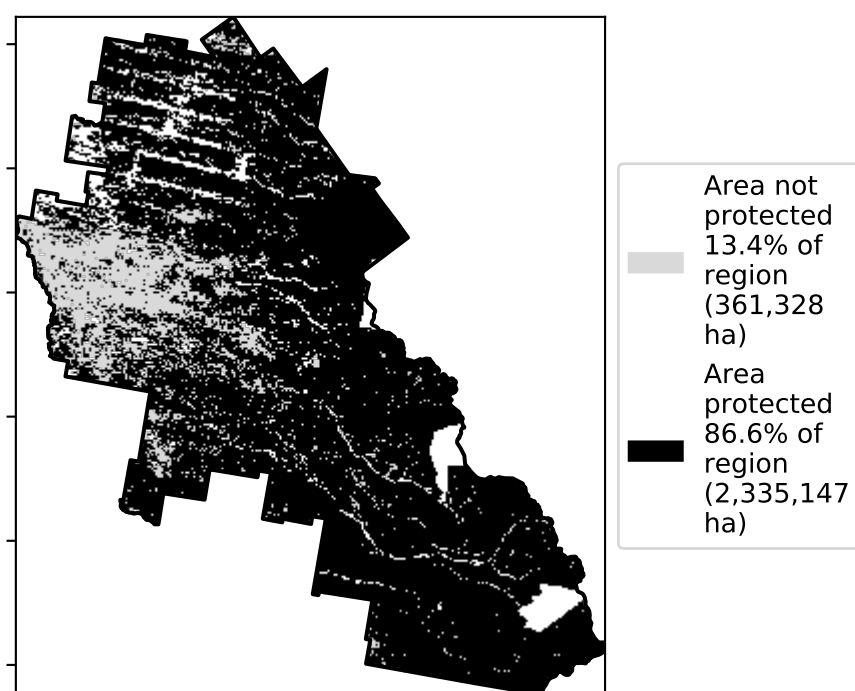 Area not
protected
13.4% of
region
(361,328
ha)
Area
protected
86.6% of
region
(2,335,147
ha)